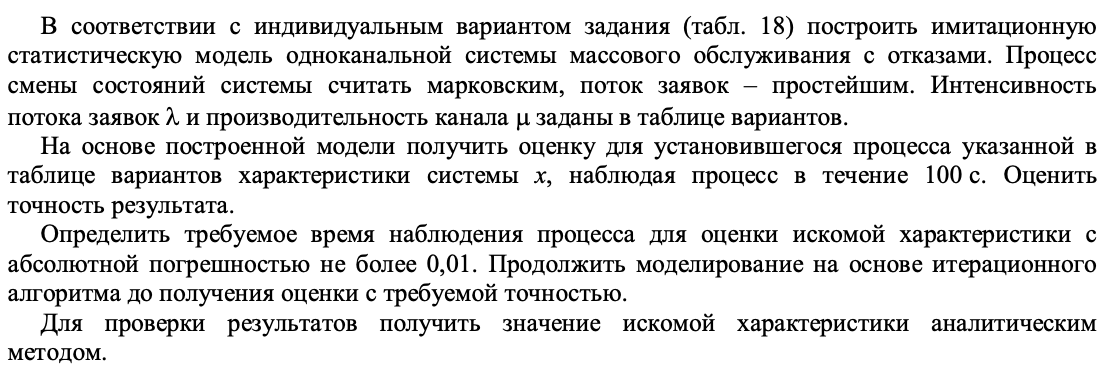 В соответствии с индивидуальным вариантом задания (табл. 18) построить имитационную
статистическую модель одноканальной системы массового обслуживания с отказами. Процесс
смены состояний системы считать марковским, поток заявок – простейшим. Интенсивность
потока заявок λ и производительность канала μ заданы в таблице вариантов.
На основе построенной модели получить оценку для установившегося процесса указанной в
таблице вариантов характеристики системы x, наблюдая процесс в течение 100 с. Оценить
точность результата.
Определить требуемое время наблюдения процесса для оценки искомой характеристики с
абсолютной погрешностью не более 0,01. Продолжить моделирование на основе итерационного
алгоритма до получения оценки с требуемой точностью.
Для проверки результатов получить значение искомой характеристики аналитическим
методом.